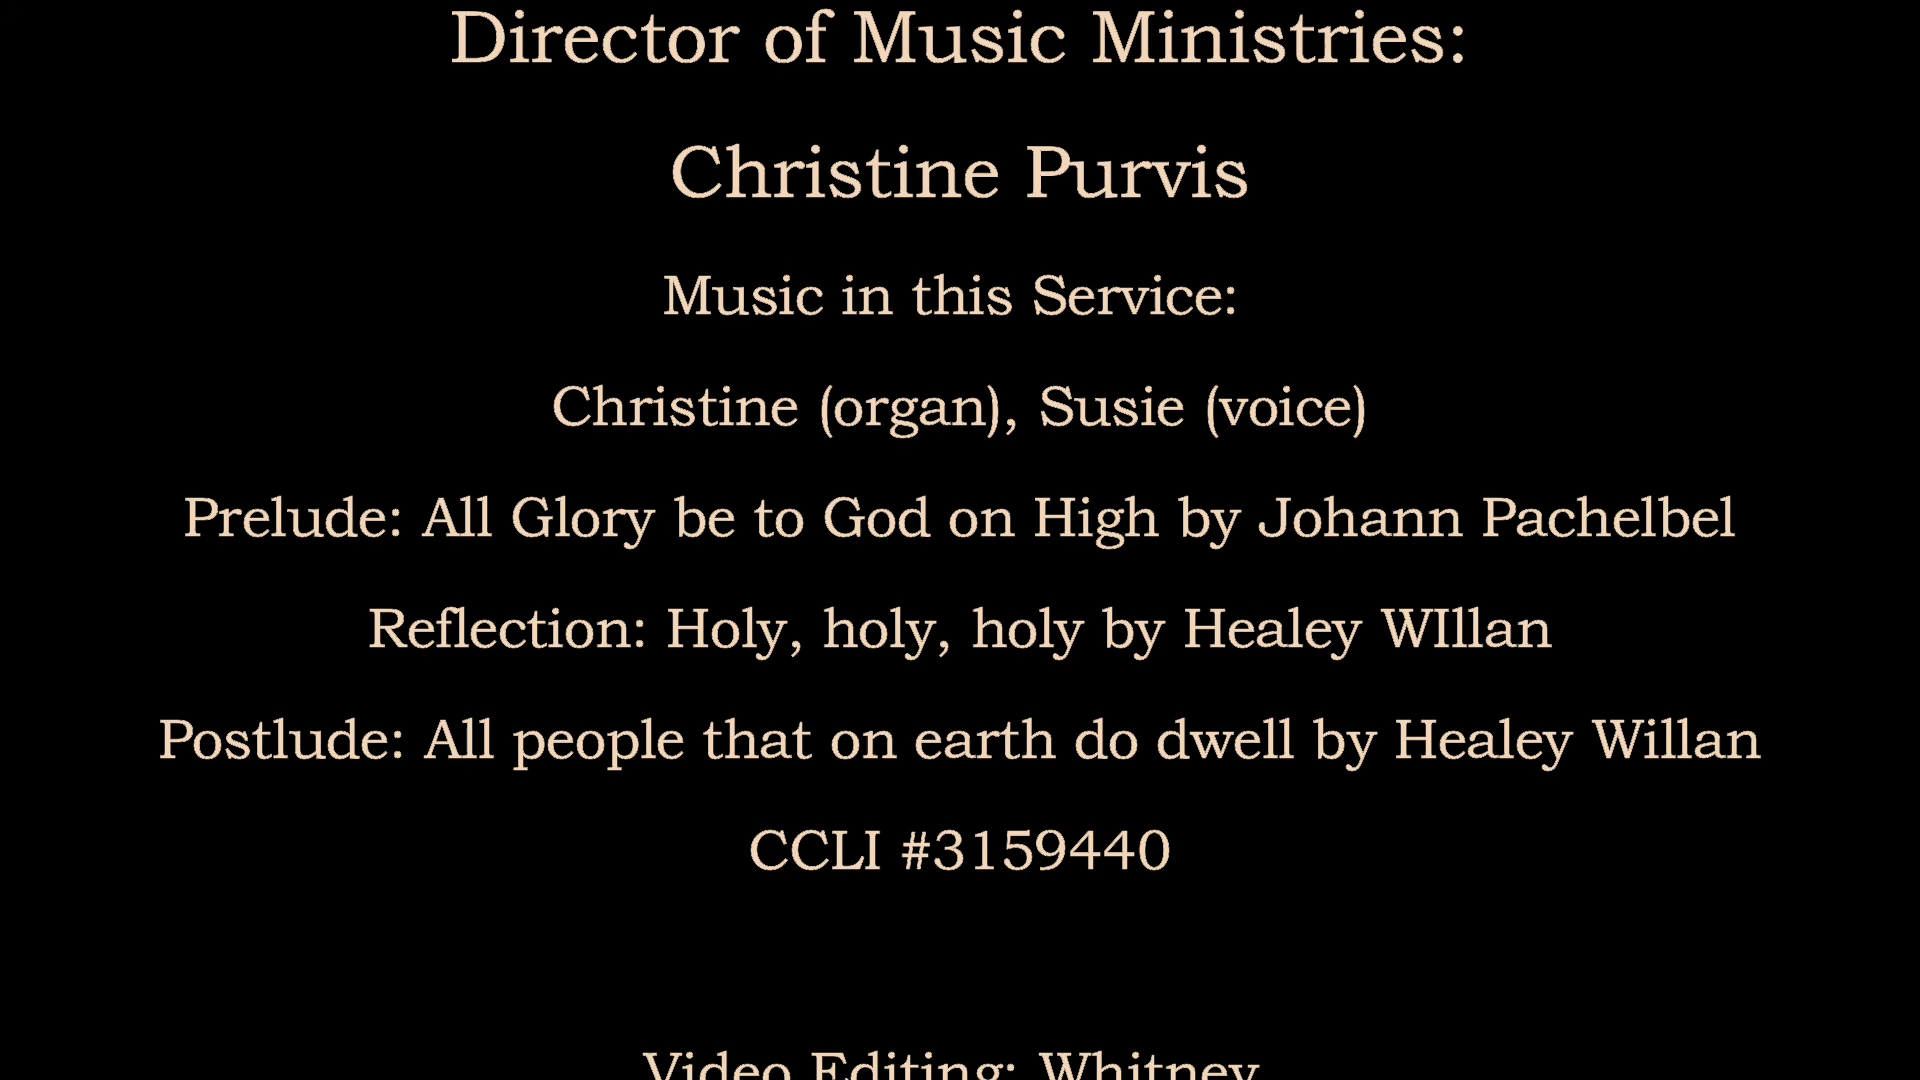 Director of Music Ministries:
Christine Purvis
Music in this Service:
Christine (organ), Susie (voice)
Prelude: All Glory be to God on High by Johann Pachelbel
Reflection: Holy, holy, holy by Healey WIllan
Postlude: All people that on earth do dwell by Healey Willan
CCLI #3159440
Video Editing: Whitney